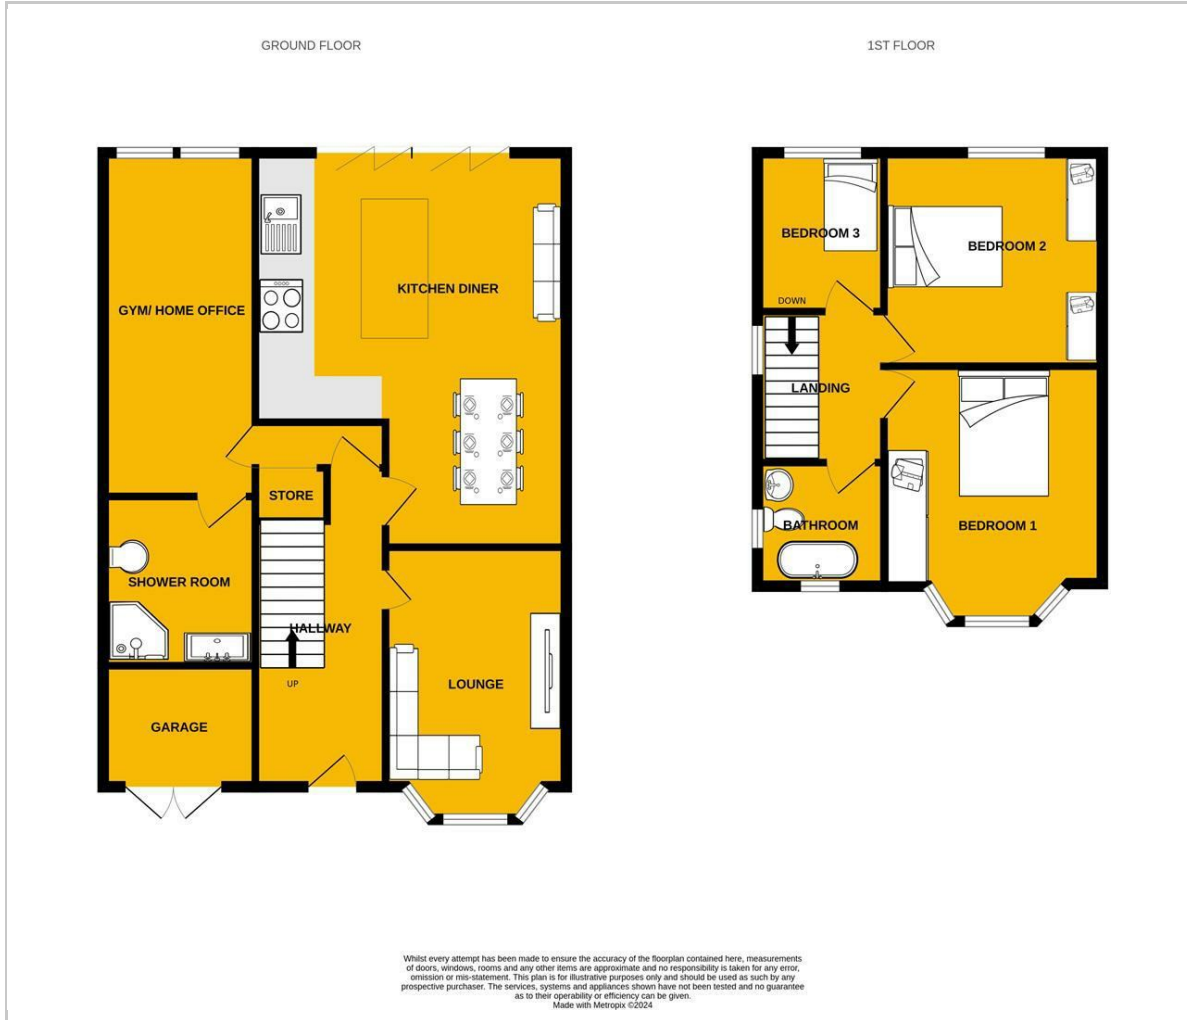 GROUND FLOOR
1ST FLOOR
GYM/ HOME OFFICE
KITCHEN DINER
STORE
SHOWER ROOM
HALLWAY
UP
LOUNGE
GARAGE
BEDROOM 3
BEDROOM 2
DOWN
LANDING
BATHROOM
BEDROOM 1
Whilst every attempt has been made to ensure the accuracy of the floorplan contained here, measurements
of doors, windows, rooms and any other items are approximate and no responsibility is taken for any error,
omission or mis-statement. This plan is for illustrative purposes only and should be used as such by any
prospective purchaser. The services, systems and appliances shown have not been tested and no guarantee
as to their operability or efficiency can be given.
Made with Metropix ©2024